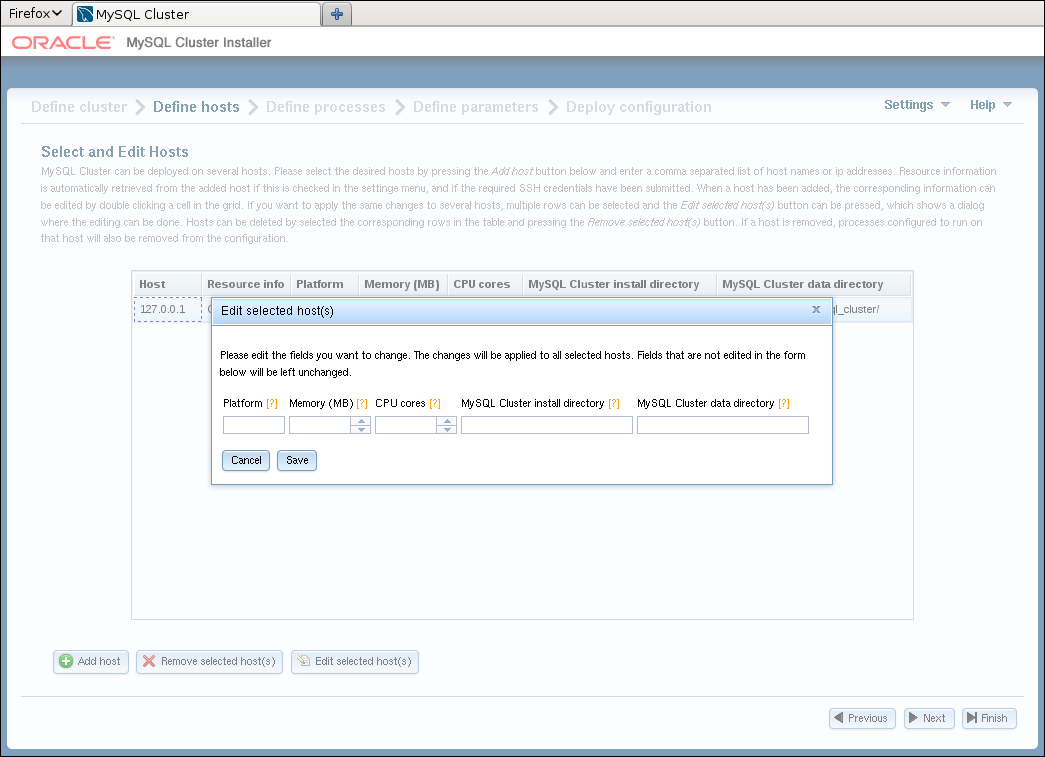 Firefox
MySQL Cluster
ORACLE MySQL Cluster Installer
Define cluster Define hosts Define processes Define parameters Deploy configuration Settings Help
Select and Edit Hosts
MySQL Cluster can be deployed on several hosts. Please select the desired hosts by pressing the Add host button below and enter a comma separated list of host names or ip addresses. Resource information
is automatically retrieved from the added host if this is checked in the settinge menu, and if the required SSH credentials have been submitted. When a host has been added, the corresponding information can
be edited by double clicking a cell in the grid. If you want to apply the same changes to several hosts, multiple rows can be selected and the Edit selected host(s) button can be pressed, which shows a dialog
where the editing can be done. Hosts can be deleted by selected the corresponding rows in the table and pressing the Remove selected host(s) button. If a host is removed, processes configured to run on
that host will also be removed from the configuration.
Host Resource info Platform Memory (MB) CPU cores MySQL Cluster install directory MySQL Cluster data directory
127.0.0.1 ql_cluster/
Edit selected host(s) x
Please edit the fields you want to change. The changes will be applied to all selected hosts. Fields that are not edited in the form
below will be left unchanged.
Platform [?] Memory (MB) [?] CPU cores [?] MySQL Cluster install directory [?] MySQL Cluster data directory [?]
Cancel Save
Add host Remove selected host(s) Edit selected host(s)
Previous Next Finish